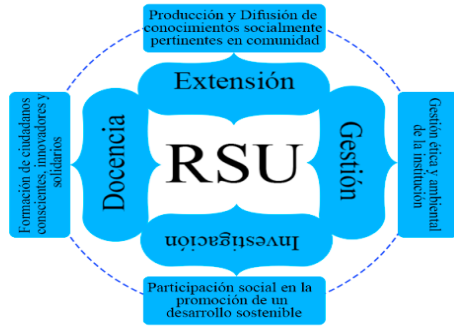 Producción y Difusión de
conocimientos socialmente
pertinentes en comunidad
Extensión
Formación de ciudadanos
conscientes, innovadores y
solidarios
Docencia
RSU
Gestión
Gestión ética y ambiental
de la institución
Investigación
Participación social en la
promoción de un
desarrollo sostenible